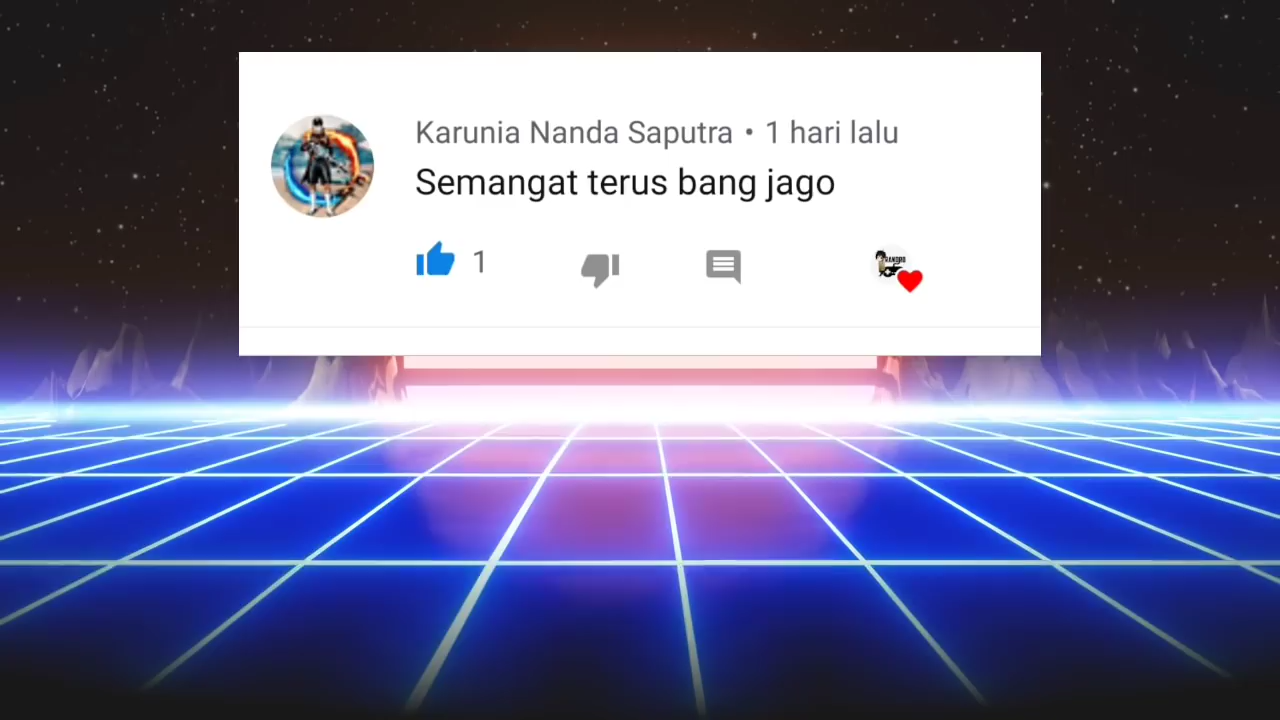 Karunia Nanda Saputra • 1 hari lalu
Semangat terus bang jago
1